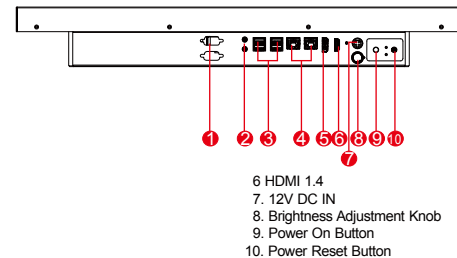 1 2 3 4 5 6 7 8 9 10
6 HDMI 1.4
7. 12V DC IN
8. Brightness Adjustment Knob
9. Power On Button
10. Power Reset Button